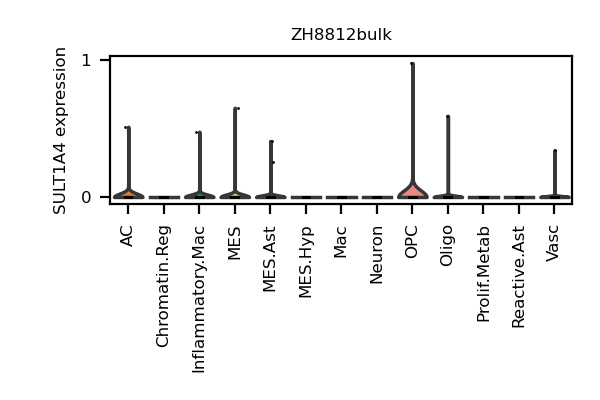 ZH8812bulk
SULT1A4 expression
1
0
AC
Chromatin.Reg
Inflammatory.Mac
MES
MES.Ast
MES.Hyp
Mac
Neuron
OPC
Oligo
Prolif.Metab
Reactive.Ast
Vasc